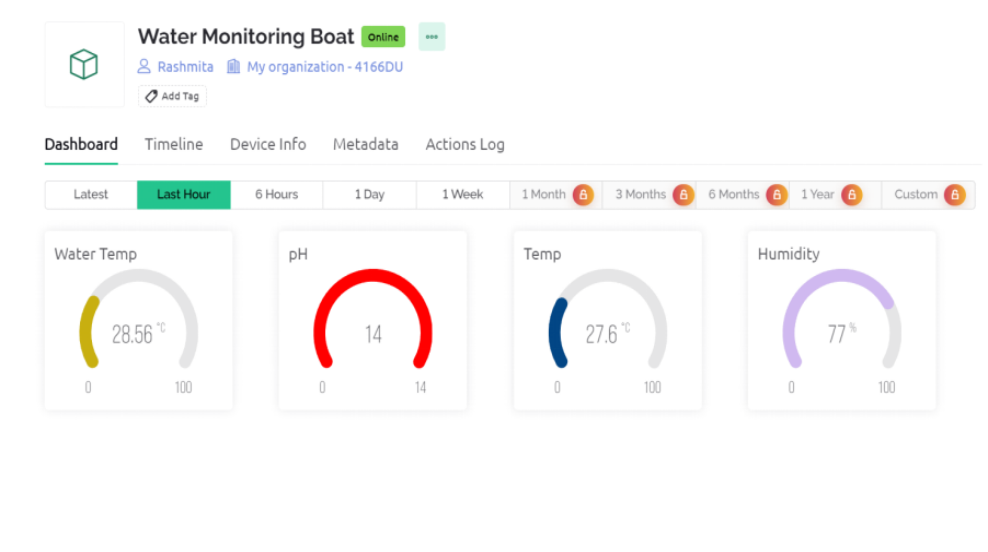 Water Monitoring Boat Online
Rashmita My organization - 4166DU
Add Tag
Dashboard Timeline Device Info Metadata Actions Log
Latest Last Hour 6 Hours 1 Day 1 Week 1 Month 3 Months 6 Months 1 Year Custom
Water Temp pH Temp Humidity
28.56 °C 14 27.6 °C 77 %
0 100 0 14 0 100 0 100